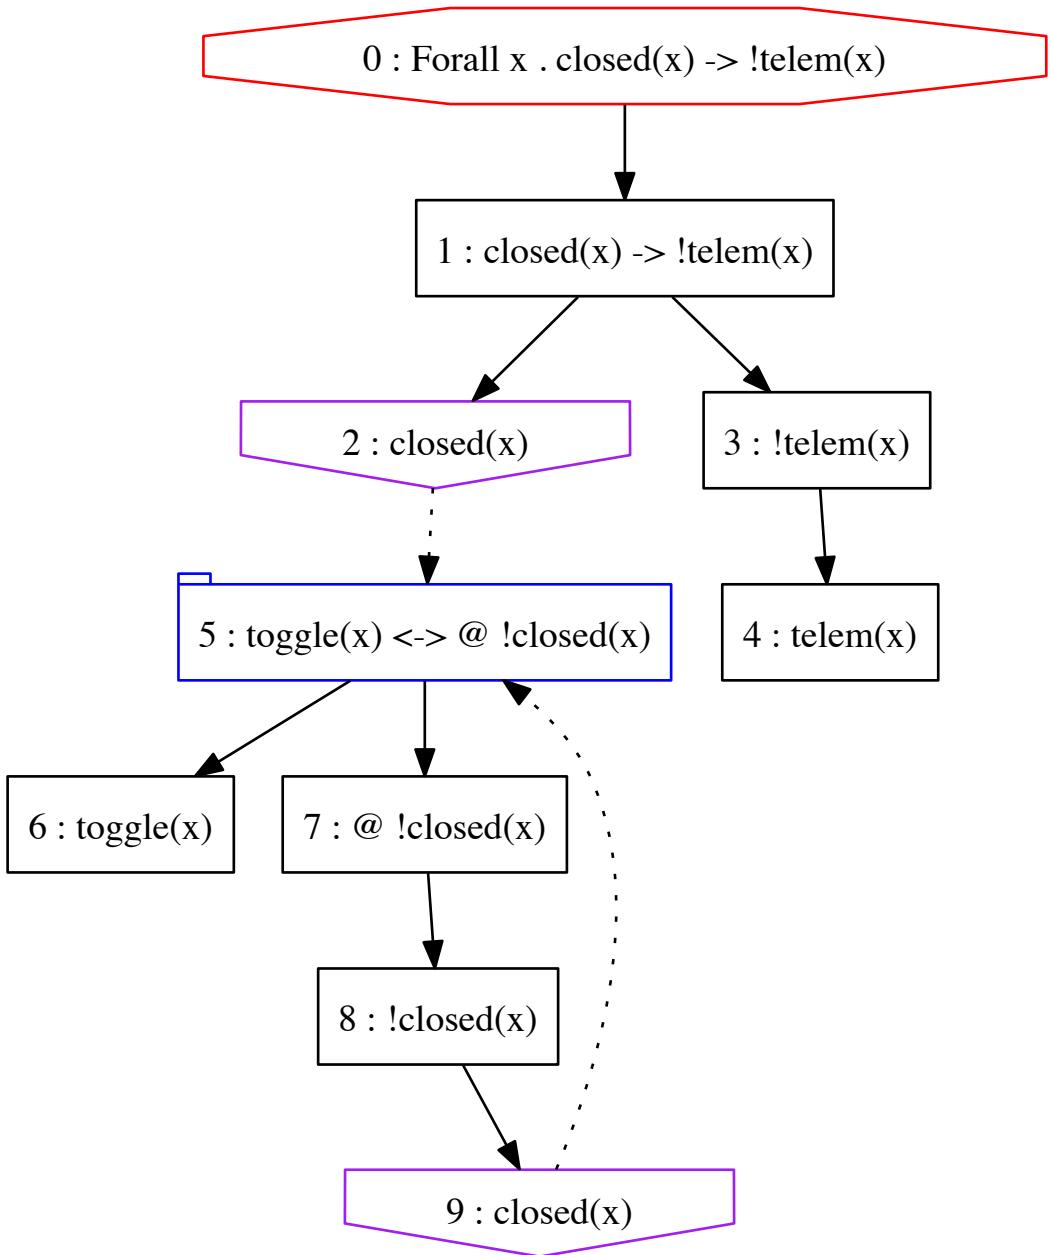 0 : Forall x . closed(x) -> !telem(x)
1 : closed(x) -> !telem(x)
2 : closed(x)
3 : !telem(x)
5 : toggle(x) <-> @ !closed(x)
4 : telem(x)
6 : toggle(x)
7 : @ !closed(x)
8 : !closed(x)
9 : closed(x)